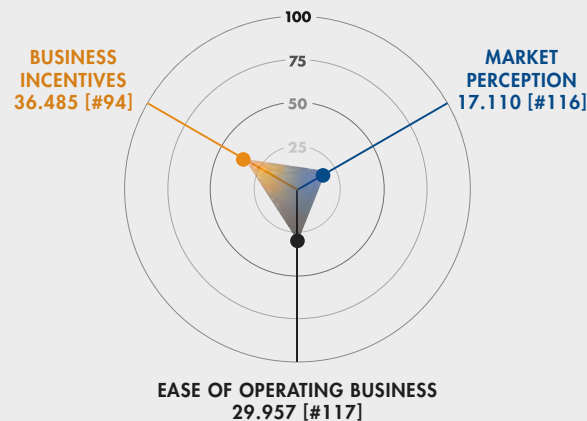 100
75
50
25
BUSINESS
INCENTIVES
36.485 [#94]
MARKET
PERCEPTION
17.110 [#116]
EASE OF OPERATING BUSINESS
29.957 [#117]